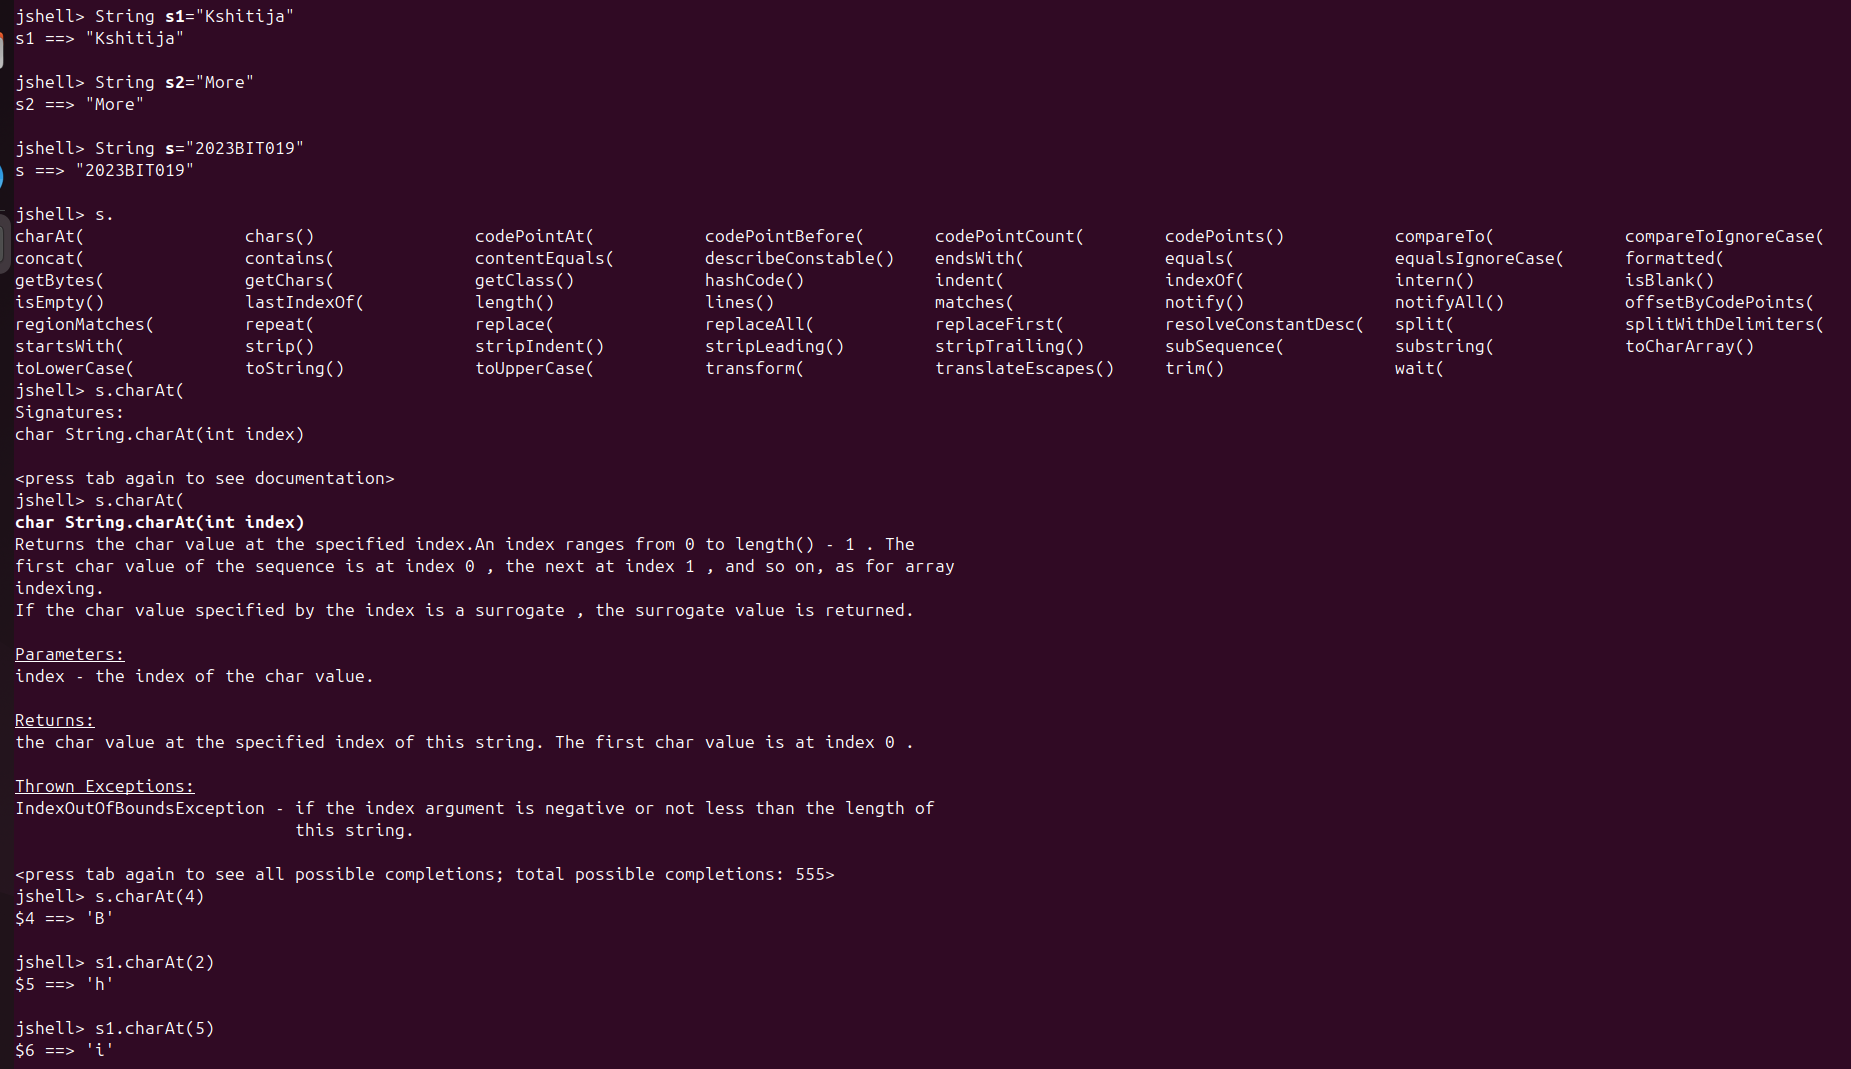 jshell> String s1="Kshitija"
s1 ==> "Kshitija"
jshell> String s2="More"
s2 ==> "More"
jshell> String s="2023BIT019"
s ==> "2023BIT019"
jshell> s.
charAt( chars() codePointAt( codePointBefore( codePointCount( codePoints() compareTo( compareToIgnoreCase(
concat( contains( contentEquals( describeConstable() endsWith( equals( equalsIgnoreCase( formatted(
getBytes( getChars( getClass() hashCode() indent( indexOf( intern() isBlank()
isEmpty() lastIndexOf( length() lines() matches( notify() notifyAll() offsetByCodePoints(
regionMatches( repeat( replace( replaceAll( replaceFirst( resolveConstantDesc( split( splitWithDelimiters(
startsWith( strip() stripIndent() stripLeading() stripTrailing() subSequence( substring( toCharArray()
toLowerCase( toString() toUpperCase( transform( translateEscapes() trim() wait(
jshell> s.charAt(
Signatures:
char String.charAt(int index)
<press tab again to see documentation>
jshell> s.charAt(
char String.charAt(int index)
Returns the char value at the specified index.An index ranges from 0 to length() - 1 . The
first char value of the sequence is at index 0 , the next at index 1 , and so on, as for array
indexing.
If the char value specified by the index is a surrogate , the surrogate value is returned.
Parameters:
index - the index of the char value.
Returns:
the char value at the specified index of this string. The first char value is at index 0 .
Thrown Exceptions:
IndexOutOfBoundsException - if the index argument is negative or not less than the length of
this string.
<press tab again to see all possible completions; total possible completions: 555>
jshell> s.charAt(4)
$4 ==> 'B'
jshell> s1.charAt(2)
$5 ==> 'h'
jshell> s1.charAt(5)
$6 ==> 'i'